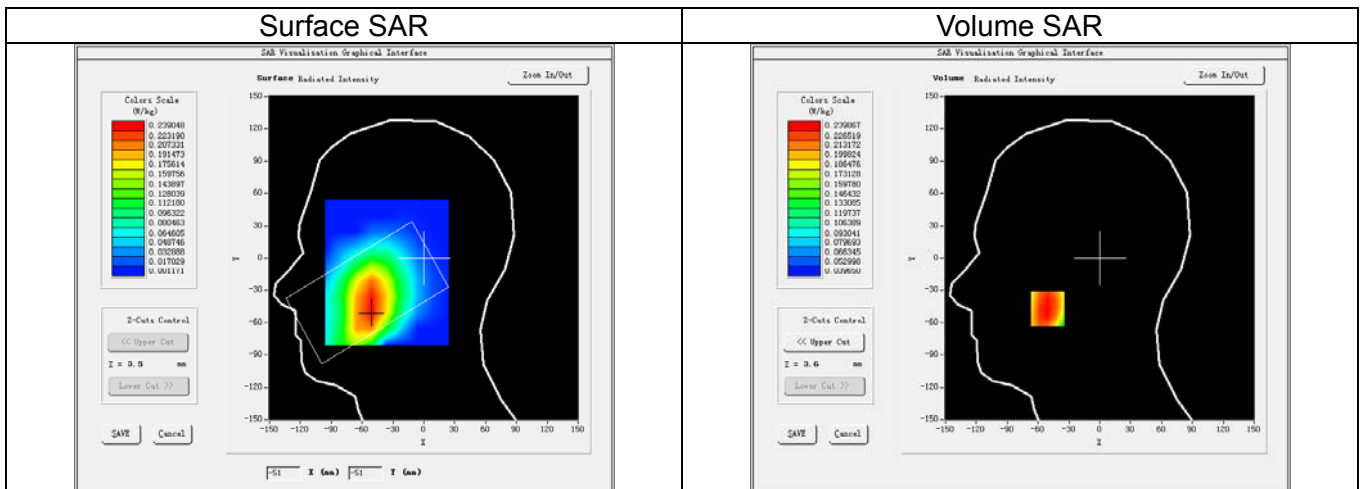 Surface SAR
SAR Visualisation Graphical Interface
Surface Radiated Intensity
Zoom In/Out
Colors Scale
(W/kg)
0.239048
0.223190
0.207331
0.191473
0.175614
0.159756
0.143897
0.128039
0.112180
0.096322
0.080463
0.064605
0.048746
0.032888
0.017029
0.001171
Z-Cuts Control
<< Upper Cut
Z = 3.5 mm
Lower Cut >>
SAVE Cancel
150
120
90
60
30
0
-30
-60
-90
-120
-150
Y
-150 -120 -90 -60 -30 0 30 60 90 120 150
X
-51 X (mm) -51 Y (mm)
Volume SAR
SAR Visualisation Graphical Interface
Volume Radiated Intensity
Zoom In/Out
Colors Scale
(W/kg)
0.239867
0.226519
0.213172
0.199824
0.186476
0.173128
0.159780
0.146432
0.133085
0.119737
0.106389
0.093041
0.079693
0.066345
0.052998
0.039650
Z-Cuts Control
<< Upper Cut
Z = 3.6 mm
Lower Cut >>
SAVE Cancel
150
120
90
60
30
0
-30
-60
-90
-120
-150
Y
-150 -120 -90 -60 -30 0 30 60 90 120 150
X